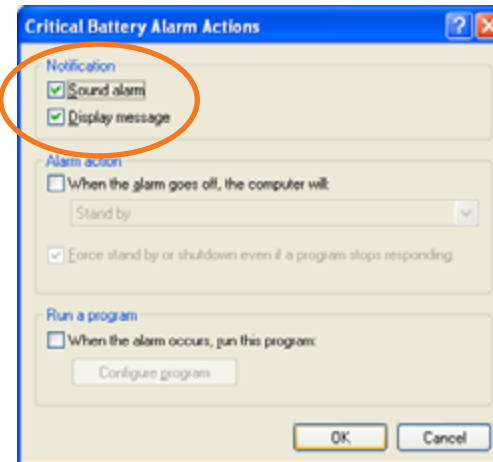 Critical Battery Alarm Actions
Notification
Sound alarm
Display message
Alarm action
When the alarm goes off, the computer will:
Stand by
Force stand by or shutdown even if a program stops responding.
Run a program
When the alarm occurs, run this program:
Configure program
OK Cancel